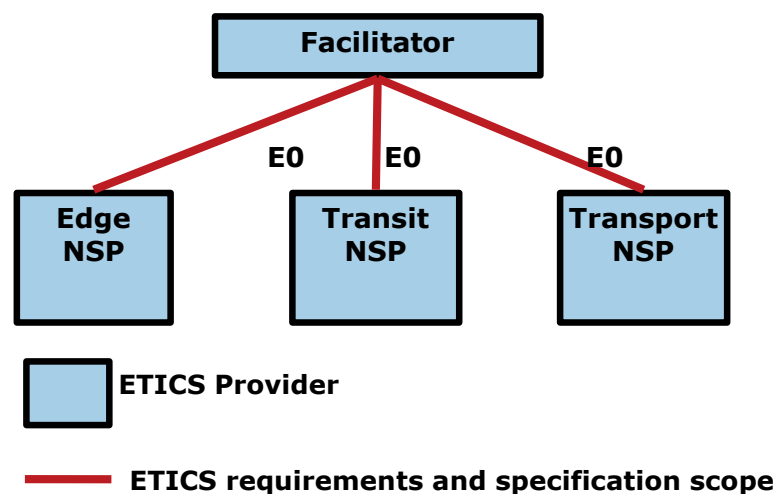 Facilitator
E0 E0 E0
Edge
NSP
Transit
NSP
Transport
NSP
ETICS Provider
ETICS requirements and specification scope